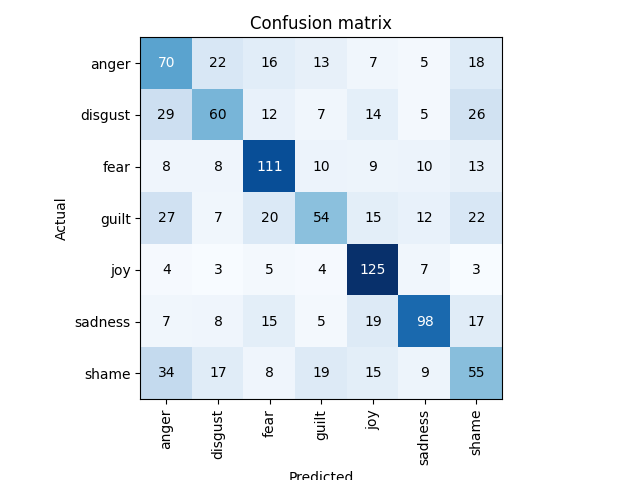 Confusion matrix
anger 70 22 16 13 7 5 18
disgust 29 60 12 7 14 5 26
fear 8 8 111 10 9 10 13
guilt 27 7 20 54 15 12 22
joy 4 3 5 4 125 7 3
sadness 7 8 15 5 19 98 17
shame 34 17 8 19 15 9 55
Actual
anger disgust fear guilt joy sadness shame
Predicted